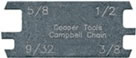 5/8 1/2
Cooper Tools
Campbell Chain
9/32 3/8